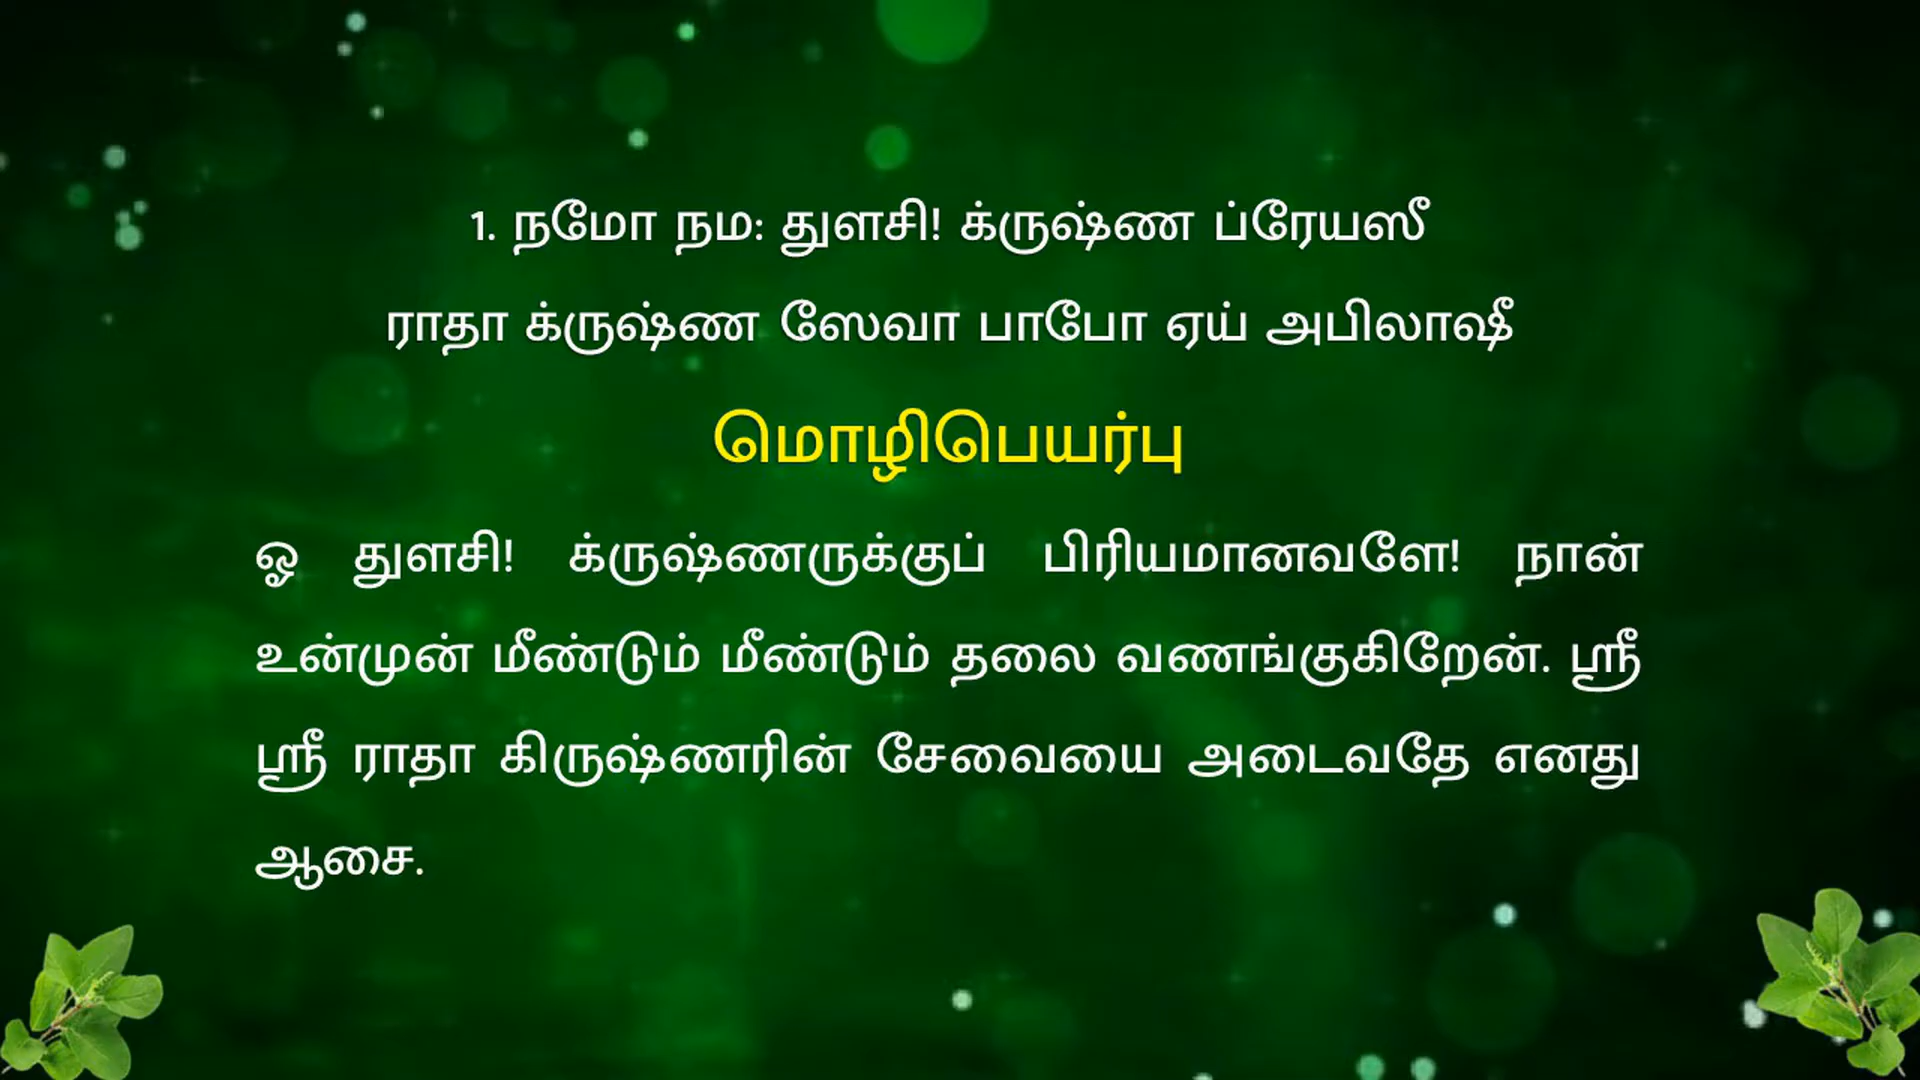 1. நமோ நம: துளசி! க்ருஷ்ண ப்ரேயஸீ
ராதா க்ருஷ்ண ஸேவா பாபோ ஏய் அபிலாஷீ
மொழிபெயர்பு
ஓ துளசி! க்ருஷ்ணருக்குப் பிரியமானவளே! நான்
உன்முன் மீண்டும் மீண்டும் தலை வணங்குகிறேன். ஸ்ரீ
ஸ்ரீ ராதா கிருஷ்ணரின் சேவையை அடைவதே எனது
ஆசை.